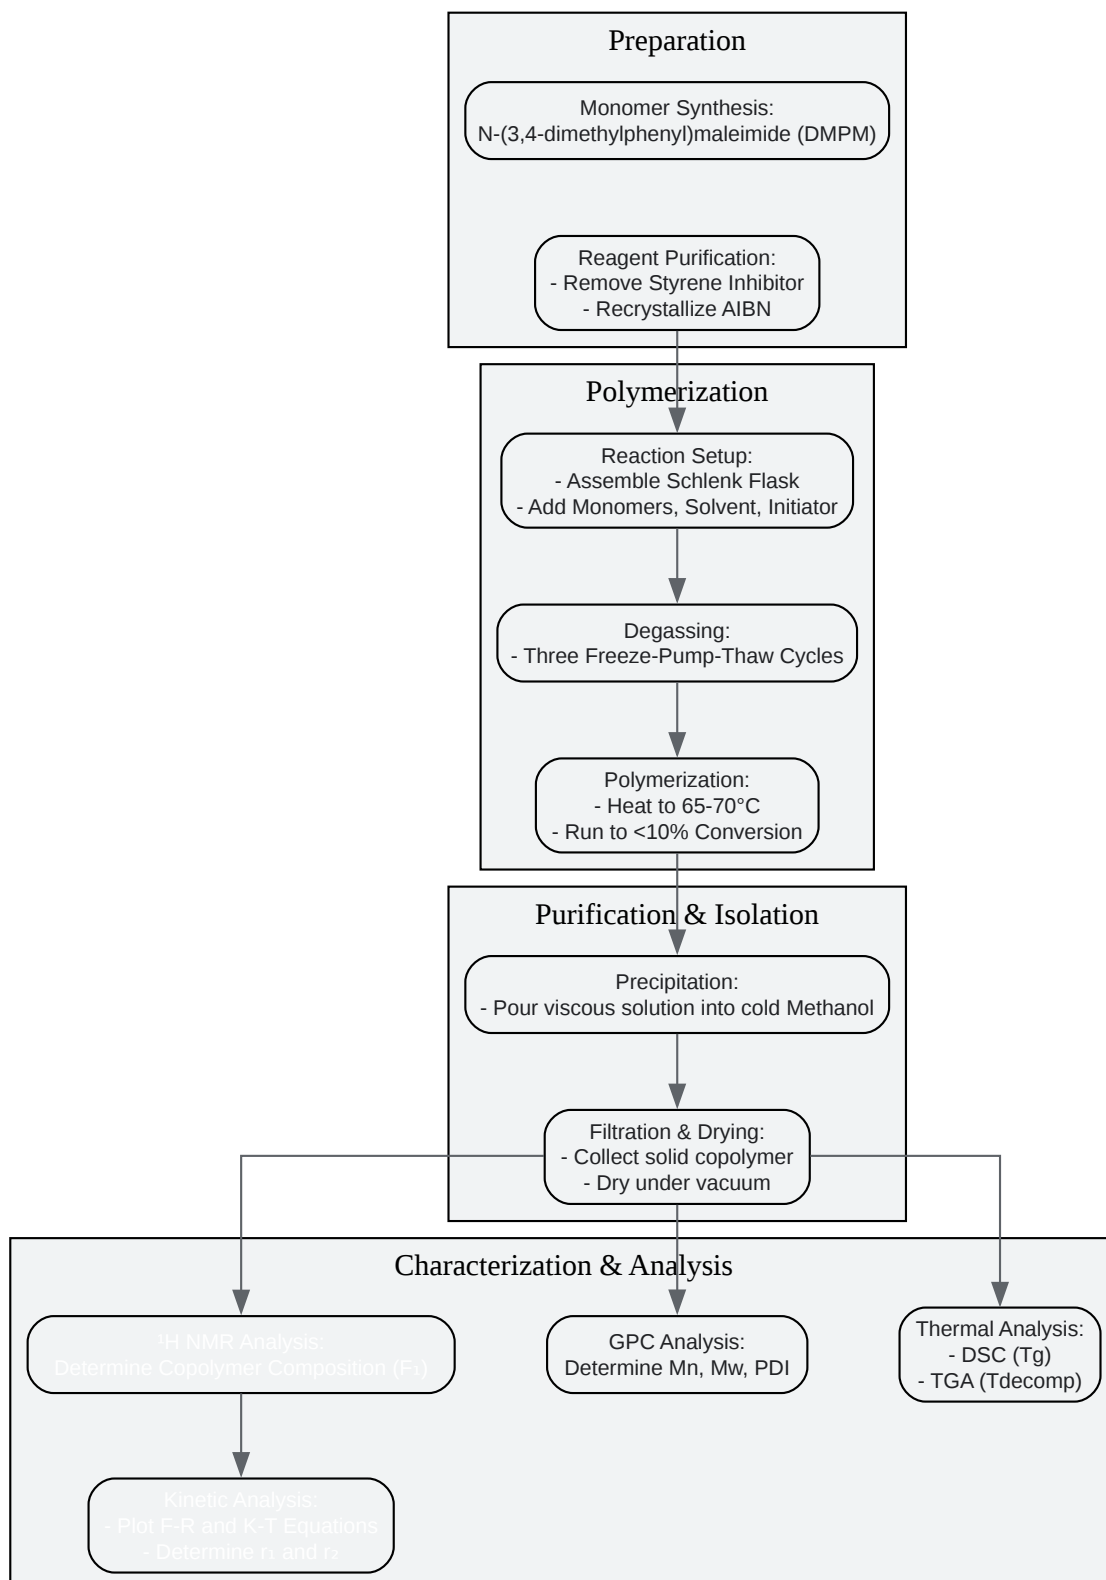 Preparation
Monomer Synthesis:
N-(3,4-dimethylphenyl)maleimide (DMPM)
Reagent Purification:
- Remove Styrene Inhibitor
- Recrystallize AIBN
Polymerization
Reaction Setup:
- Assemble Schlenk Flask
- Add Monomers, Solvent, Initiator
Degassing:
- Three Freeze-Pump-Thaw Cycles
Polymerization:
- Heat to 65-70°C
- Run to <10% Conversion
Purification & Isolation
Precipitation:
- Pour viscous solution into cold Methanol
Filtration & Drying:
- Collect solid copolymer
- Dry under vacuum
Characterization & Analysis
¹H NMR Analysis:
Determine Copolymer Composition (F₁)
GPC Analysis:
Determine Mn, Mw, PDI
Thermal Analysis:
- DSC (Tg)
- TGA (Tdecomp)
Kinetic Analysis:
- Plot F-R and K-T Equations
- Determine r₁ and r₂